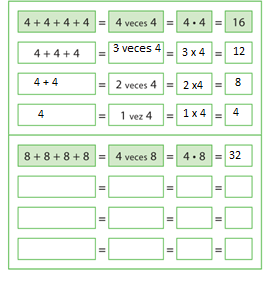 4 + 4 + 4 + 4 = 4 veces 4 = 4 • 4 = 16
4 + 4 + 4 = 3 veces 4 = 3 x 4 = 12
4 + 4 = 2 veces 4 = 2 x4 = 8
4 = 1 vez 4 = 1 x 4 = 4
8 + 8 + 8 + 8 = 4 veces 8 = 4 • 8 = 32
= = =
= = =
= = =